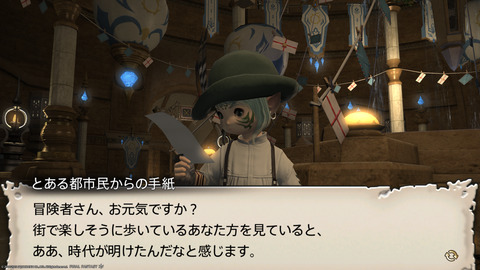 とある都市民からの手紙
冒険者さん、お元気ですか？
街で楽しそうに歩いているあなた方を見ていると、
ああ、時代が明けたんだなと感じます。
FINAL FANTASY XIV